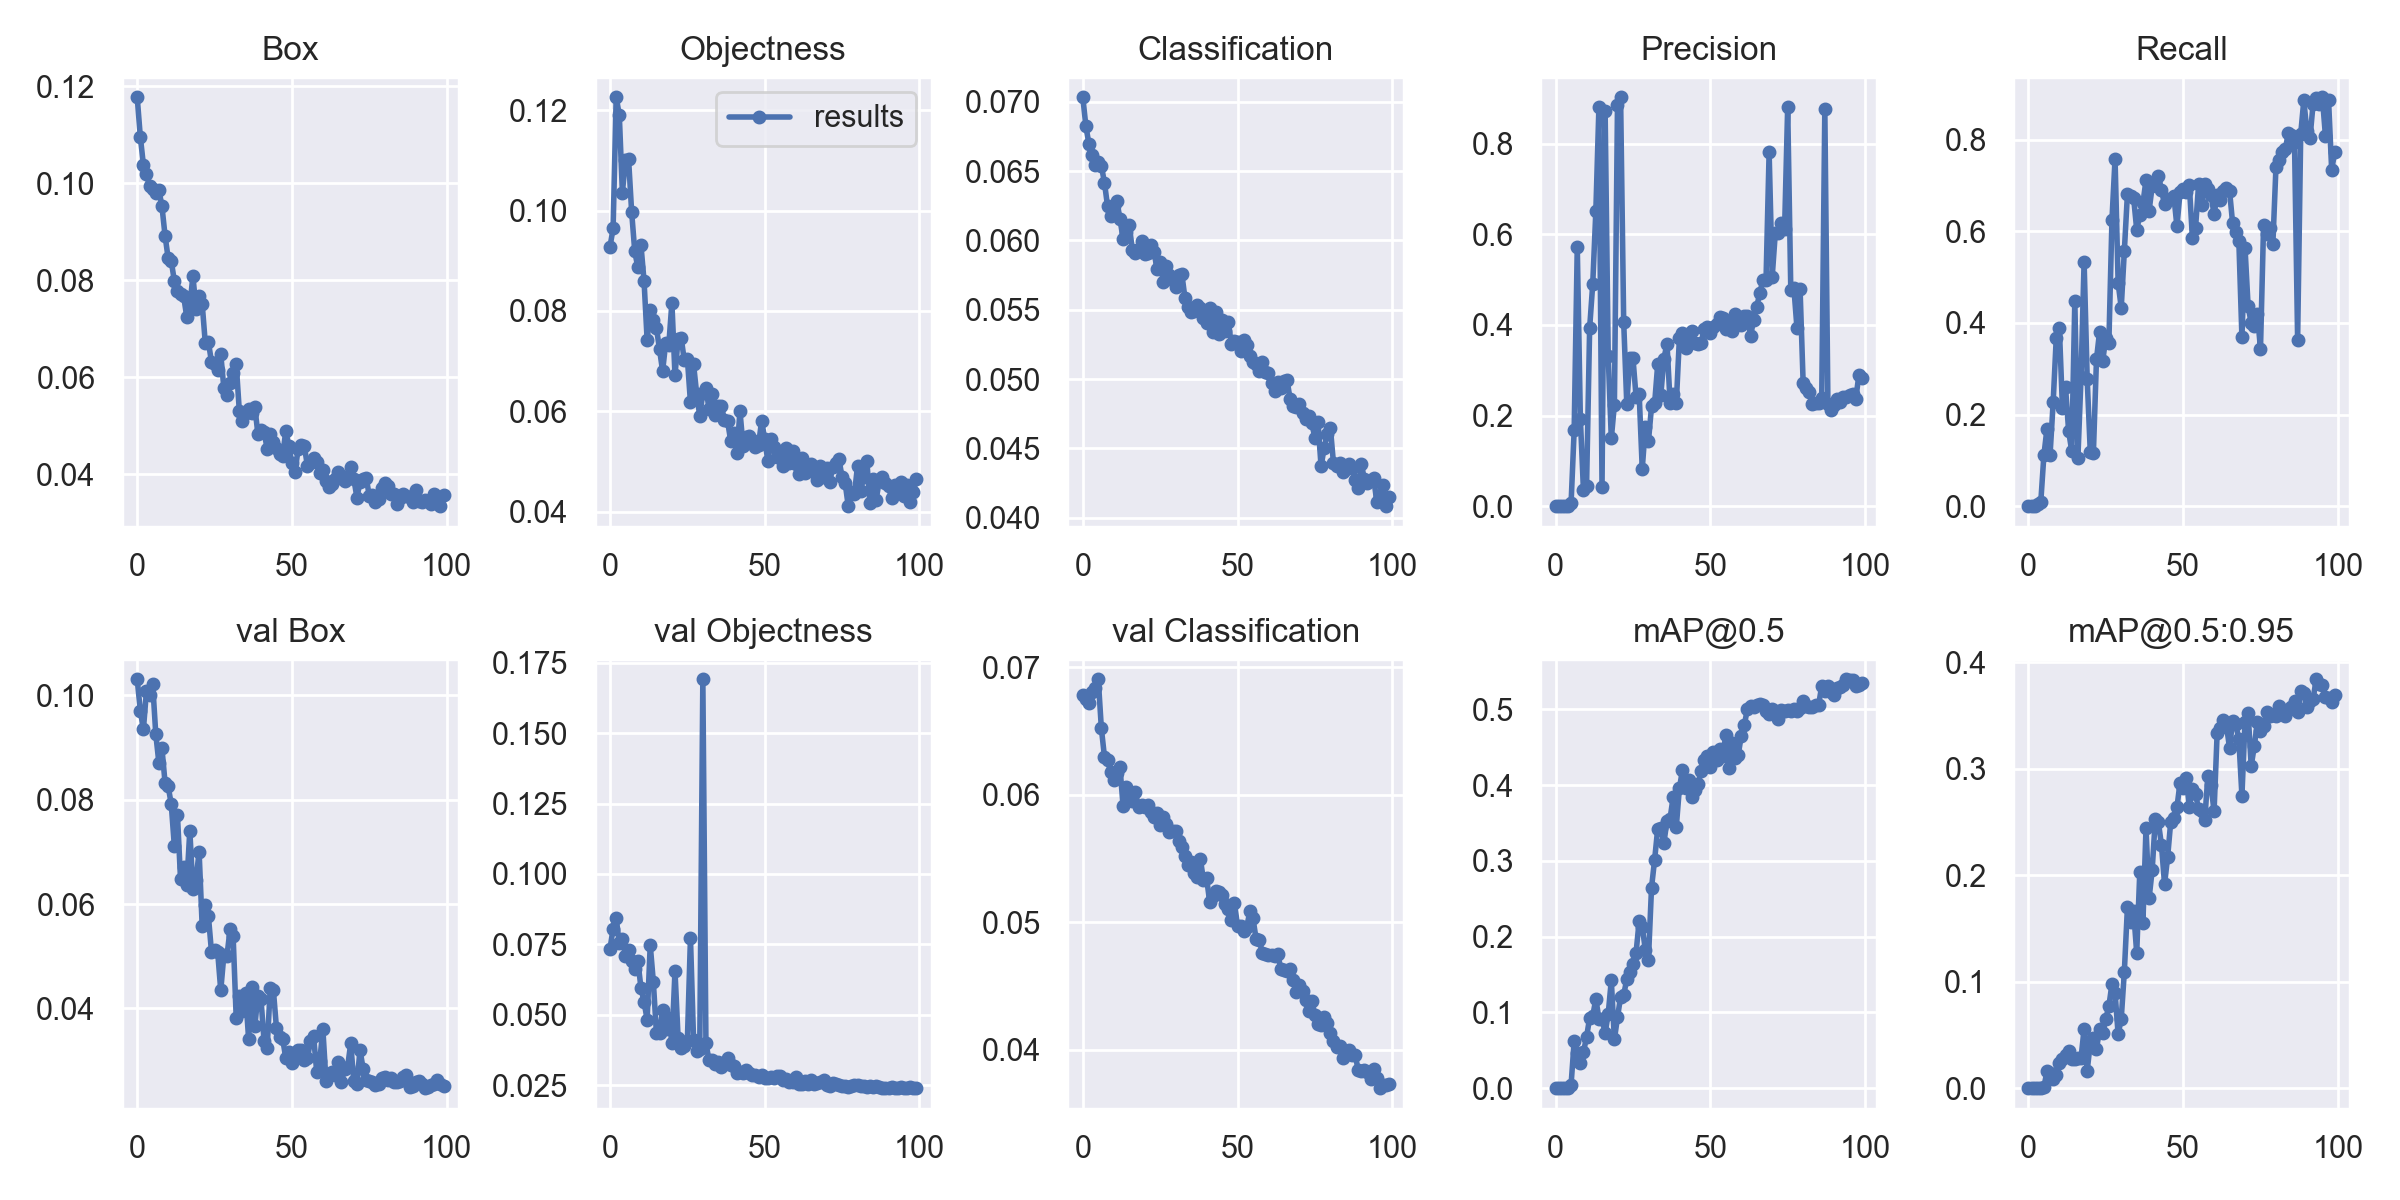 Box
Objectness
Classification
Precision
Recall
0.12
0.10
0.08
0.06
0.04
0 50 100
results
0.12
0.10
0.08
0.06
0.04
0 50 100
0.070
0.065
0.060
0.055
0.050
0.045
0.040
0 50 100
0.8
0.6
0.4
0.2
0.0
0 50 100
0.8
0.6
0.4
0.2
0.0
0 50 100
val Box
val Objectness
val Classification
mAP@0.5
mAP@0.5:0.95
0.10
0.08
0.06
0.04
0 50 100
0.175
0.150
0.125
0.100
0.075
0.050
0.025
0 50 100
0.07
0.06
0.05
0.04
0 50 100
0.5
0.4
0.3
0.2
0.1
0.0
0 50 100
0.4
0.3
0.2
0.1
0.0
0 50 100